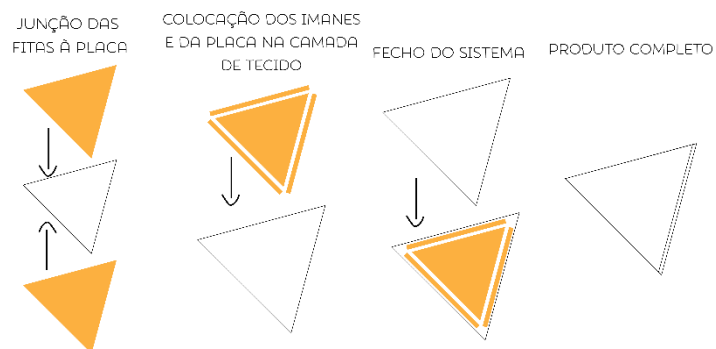 JUNÇÃO DAS
FITAS À PLACA
COLOCAÇÃO DOS IMANES
E DA PLACA NA CAMADA
DE TECIDO
FECHO DO SISTEMA
PRODUTO COMPLETO